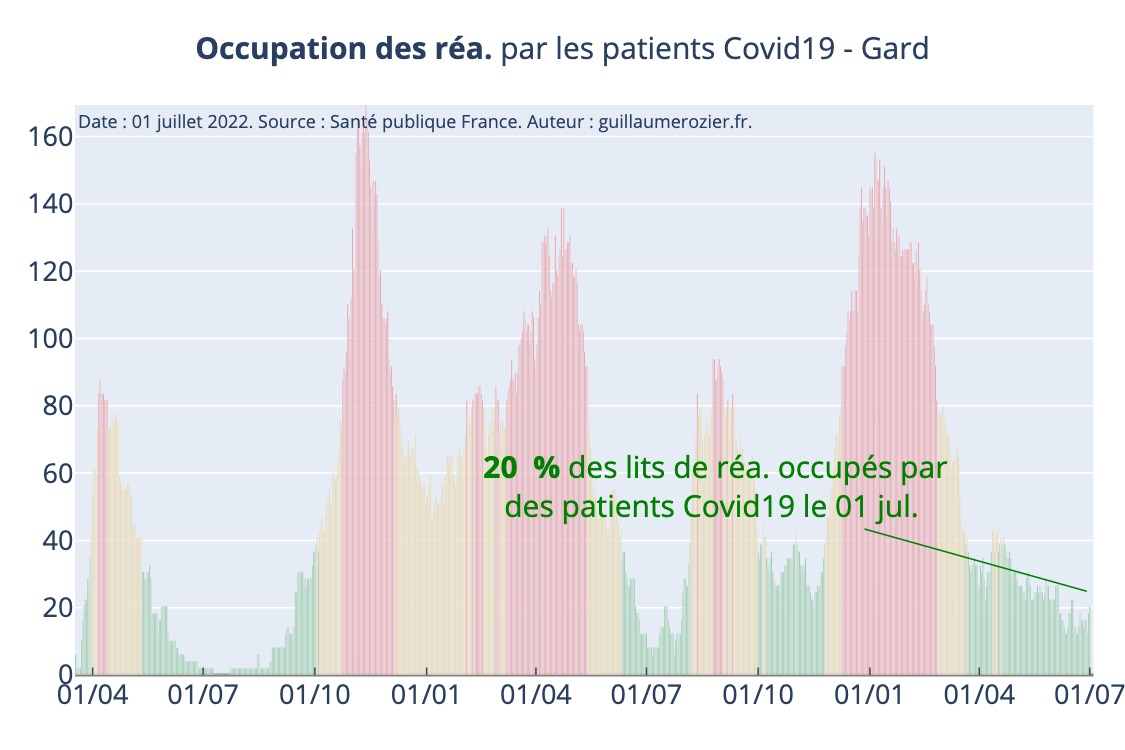 Occupation des réa. par les patients Covid19 - Gard
Date : 01 juillet 2022. Source : Santé publique France. Auteur : guillaumerozier.fr.
160
140
120
100
80
60
40
20
0
20 % des lits de réa. occupés par
des patients Covid19 le 01 jul.
01/04 01/07 01/10 01/01 01/04 01/07 01/10 01/01 01/04 01/07